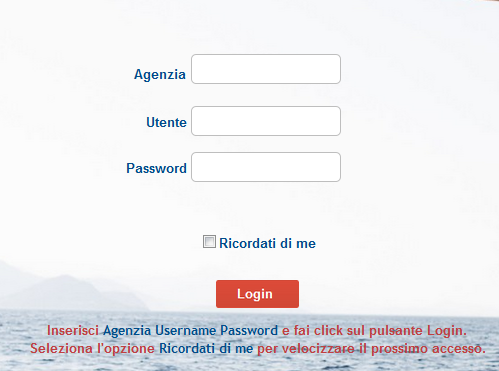 Agenzia
Utente
Password
Ricordati di me
Login
Inserisci Agenzia Username Password e fai click sul pulsante Login.
Seleziona l'opzione Ricordati di me per velocizzare il prossimo accesso.